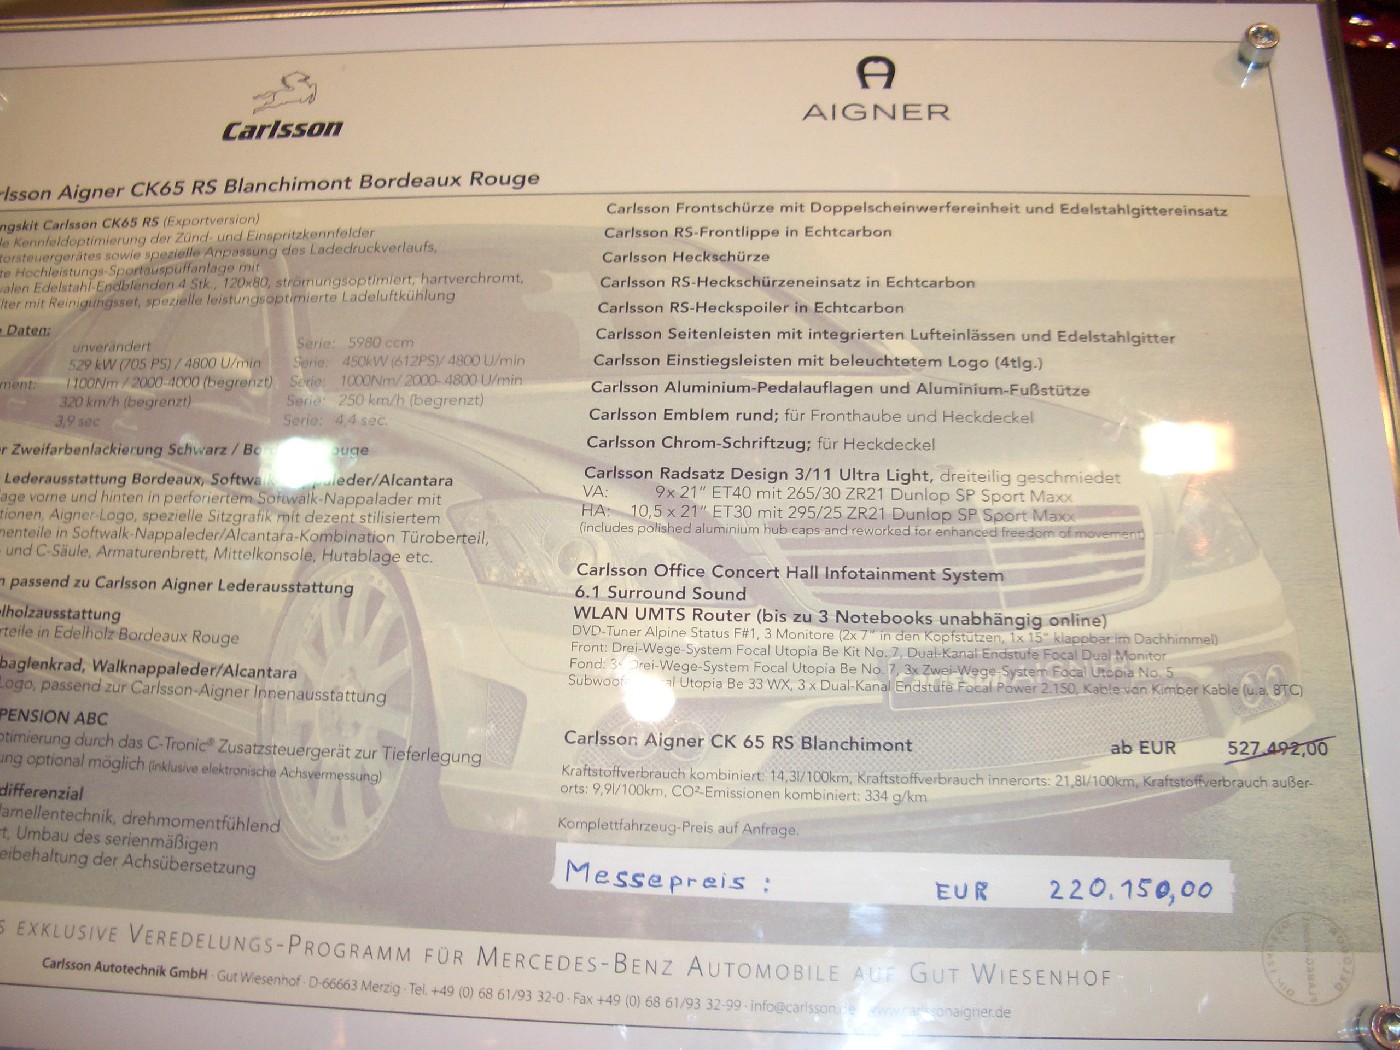 Carlsson
AIGNER
rlsson Aigner CK65 RS Blanchimont Bordeaux Rouge
ngskit Carlsson CK65 RS (Exportversion)
le Kennfeldoptimierung der Zünd- und Einspritzkennfelder
torsteuergerätes sowie spezielle Anpassung des Ladedruckverlaufs,
te Hochleistungs-Sportauspuffanlage mit
valen Edelstahl-Endblenden 4 Stk., 120x80, strömungsoptimiert, hartverchromt,
lter mit Reinigungsset, spezielle leistungsoptimierte Ladeluftkühlung
e Daten:
unverändert Serie: 5980 ccm
529 kW (705 PS) / 4800 U/min Serie: 450kW (612PS)/ 4800 U/min
ment: 1100Nm / 2000-4000 (begrenzt) Serie: 1000Nm/ 2000- 4800 U/min
320 km/h (begrenzt) Serie: 250 km/h (begrenzt)
3,9 sec Serie: 4,4 sec.
r Zweifarbenlackierung Schwarz / Bo ouge
Lederausstattung Bordeaux, Softwalk leder/Alcantara
age vorne und hinten in perforiertem Softwalk-Nappalader mit
tionen, Aigner-Logo, spezielle Sitzgrafik mit dezent stilisiertem
nenteile in Softwalk-Nappaleder/Alcantara-Kombination Türoberteil,
und C-Säule, Armaturenbrett, Mittelkonsole, Hutablage etc.
n passend zu Carlsson Aigner Lederausstattung
lholzausstattung
rteile in Edelholz Bordeaux Rouge
baglenkrad, Walknappaleder/Alcantara
Logo, passend zur Carlsson-Aigner Innenausstattung
PENSION ABC
ptimierung durch das C-Tronic® Zusatzsteuergerät zur Tieferlegung
ung optional möglich (inklusive elektronische Achsvermessung)
differenzial
lamellentechnik, drehmomentfühlend
rt, Umbau des serienmäßigen
eibehaltung der Achsübersetzung
Carlsson Frontschürze mit Doppelscheinwerfereinheit und Edelstahlgittereinsatz
Carlsson RS-Frontlippe in Echtcarbon
Carlsson Heckschürze
Carlsson RS-Heckschürzeneinsatz in Echtcarbon
Carlsson RS-Heckspoiler in Echtcarbon
Carlsson Seitenleisten mit integrierten Lufteinlässen und Edelstahlgitter
Carlsson Einstiegsleisten mit beleuchtetem Logo (4tlg.)
Carlsson Aluminium-Pedalauflagen und Aluminium-Fußstütze
Carlsson Emblem rund; für Fronthaube und Heckdeckel
Carlsson Chrom-Schriftzug; für Heckdeckel
Carlsson Radsatz Design 3/11 Ultra Light, dreiteilig geschmiedet
VA: 9x 21" ET40 mit 265/30 ZR21 Dunlop SP Sport Maxx
HA: 10,5 x 21" ET30 mit 295/25 ZR21 Dunlop SP Sport Maxx
(includes polished aluminium hub caps and reworked for enhanced freedom of movement)
Carlsson Office Concert Hall Infotainment System
6.1 Surround Sound
WLAN UMTS Router (bis zu 3 Notebooks unabhängig online)
DVD-Tuner Alpine Status F#1, 3 Monitore (2x 7" in den Kopfstützen, 1x 15" klappbar im Dachhimmel)
Front: Drei-Wege-System Focal Utopia Be Kit No. 7, Dual-Kanal Endstufe Focal Dual Monitor
Fond: 3x Drei-Wege-System Focal Utopia Be No. 7, 3x Zwei-Wege-System Focal Utopia No. 5
Subwoof al Utopia Be 33 WX, 3 x Dual-Kanal Endstufe Focal Power 2.150, Kable von Kimber Kable (u.a. 8TC)
Carlsson Aigner CK 65 RS Blanchimont ab EUR 527.492,00
Kraftstoffverbrauch kombiniert: 14,3l/100km, Kraftstoffverbrauch innerorts: 21,8l/100km, Kraftstoffverbrauch außer-
orts: 9,9l/100km, CO²-Emissionen kombiniert: 334 g/km
Komplettfahrzeug-Preis auf Anfrage.
Messepreis : EUR 220.150,00
S EXKLUSIVE VEREDELUNGS-PROGRAMM FÜR MERCEDES-BENZ AUTOMOBILE AUF GUT WIESENHOF
Carlsson Autotechnik GmbH · Gut Wiesenhof · D-66663 Merzig · Tel. +49 (0) 68 61/93 32-0 · Fax +49 (0) 68 61/93 32-99 · info@carlsson.de · www.carlssonaigner.de